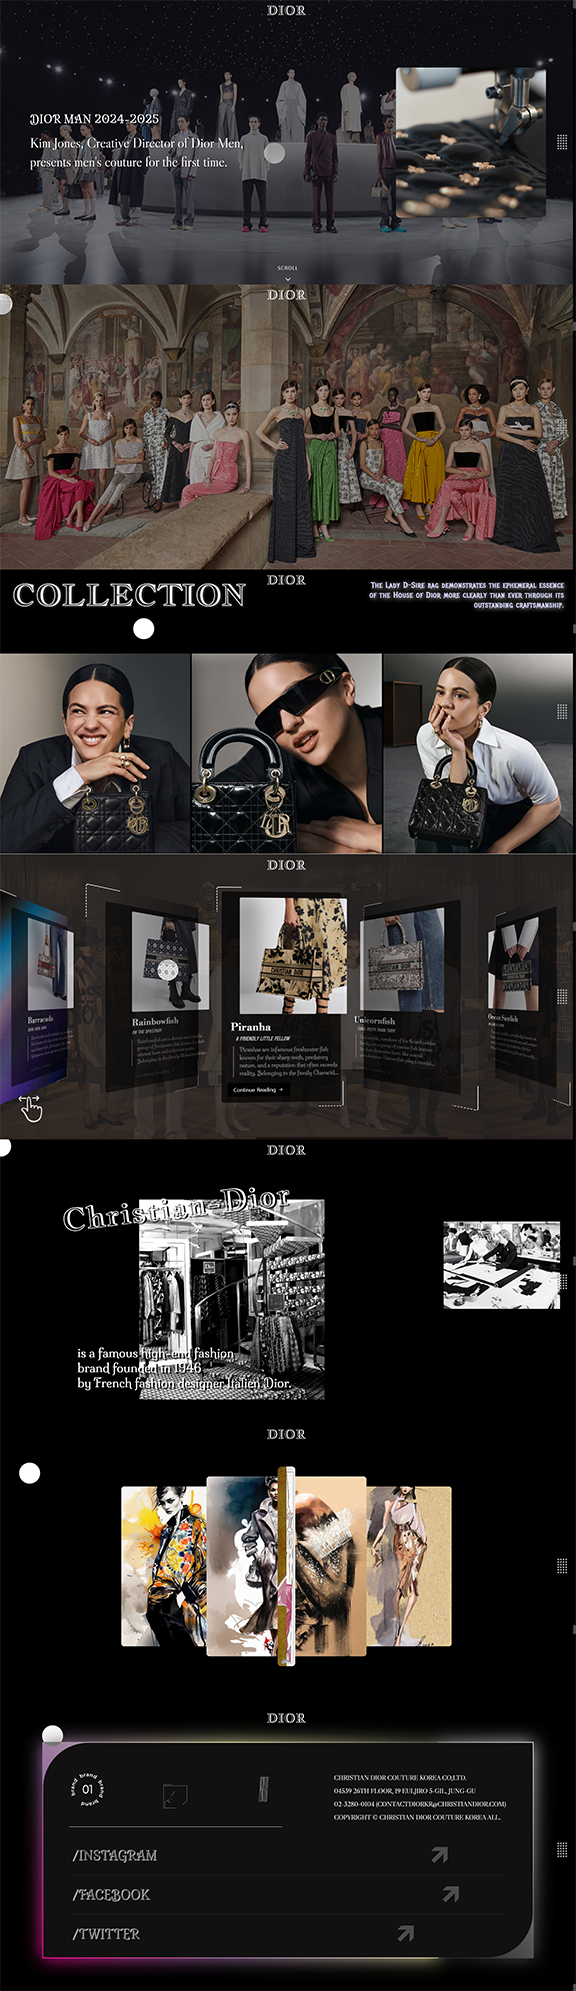 DIOR
DIOR MAN 2024-2025
Kim Jones, Creative Director of Dior Men,
presents men's couture for the first time.
SCROLL
DIOR
DIOR
COLLECTION
The Lady D-Sire bag demonstrates the ephemeral essence
of the House of Dior more clearly than ever through its
outstanding craftsmanship.
DIOR
Barracuda
Rainbowfish
OF THE SPECTRUM
Piranha
A FRIENDLY LITTLE FELLOW
Piranhas are infamous freshwater fish
known for their sharp teeth, predatory
nature, and a reputation that often exceeds
reality. Belonging to the family Characid...
Continue Reading →
CHRISTIAN DIOR
Unicornfish
Ocean Sunfish
DIOR
Christian-Dior
is a famous high-end fashion
brand founded in 1946
by French fashion designer Italien Dior.
DIOR
DIOR
brand brand brand brand
01
CHRISTIAN DIOR COUTURE KOREA CO,LTD.
04539 26TH FLOOR, 19 EULJIRO 5-GIL, JUNG-GU
02-3280-0104 (CONTACTDIORKR@CHRISTIANDIOR.COM)
COPYRIGHT © CHRISTIAN DIOR COUTURE KOREA ALL.
/INSTAGRAM
/FACEBOOK
/TWITTER